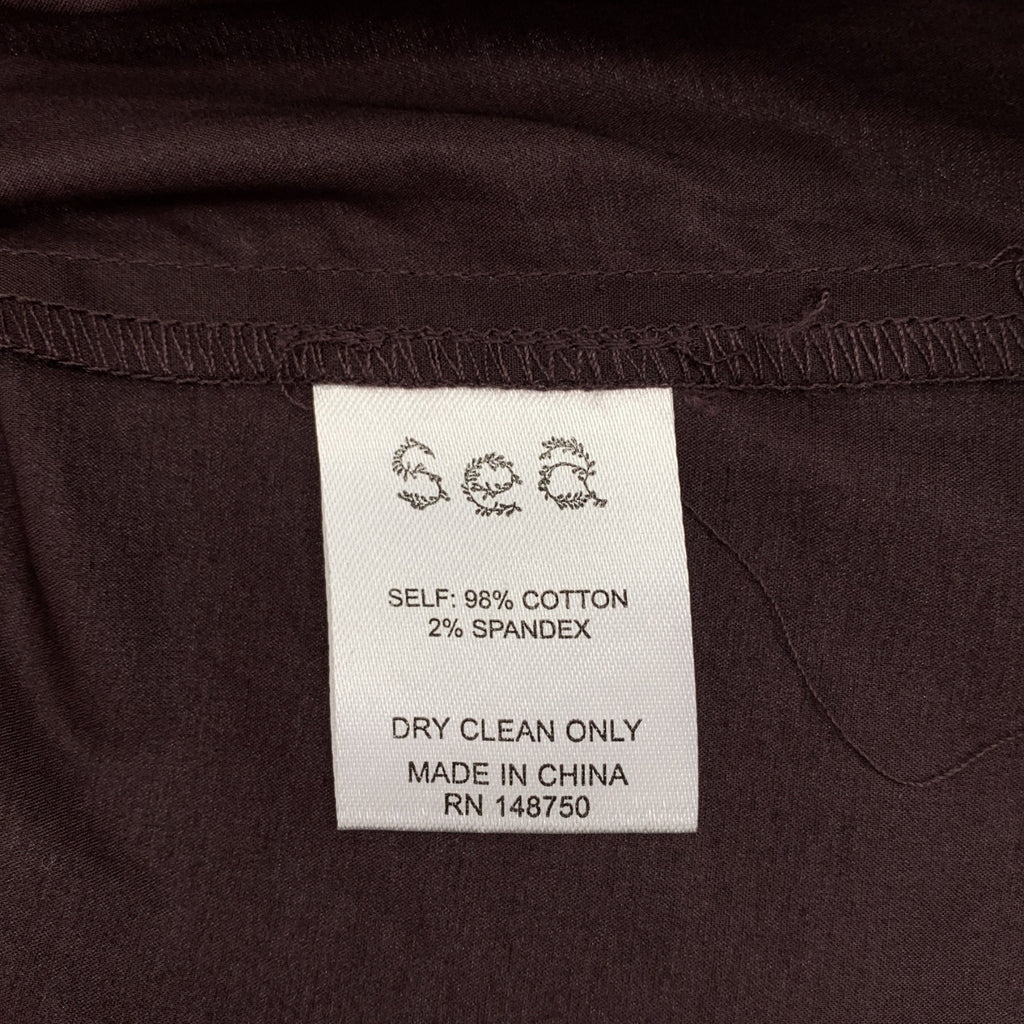 Sea
SELF: 98% COTTON
2% SPANDEX
DRY CLEAN ONLY
MADE IN CHINA
RN 148750